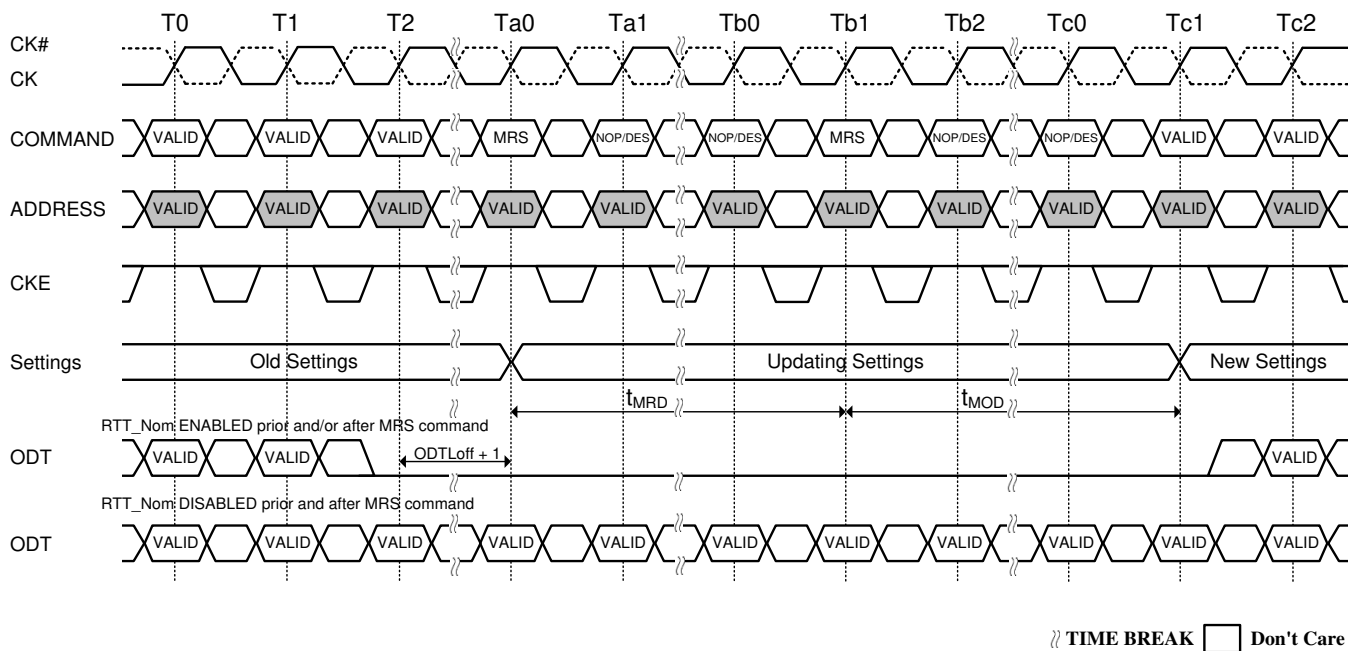 T0 T1 T2 Ta0 Ta1 Tb0 Tb1 Tb2 Tc0 Tc1 Tc2
CK#
CK
COMMAND VALID VALID VALID MRS NOP/DES NOP/DES MRS NOP/DES NOP/DES VALID VALID
ADDRESS VALID VALID VALID VALID VALID VALID VALID VALID VALID VALID VALID
CKE
Settings Old Settings Updating Settings New Settings
tMRD tMOD
RTT_Nom ENABLED prior and/or after MRS command
ODT VALID VALID ODTLoff + 1 VALID
RTT_Nom DISABLED prior and after MRS command
ODT VALID VALID VALID VALID VALID VALID VALID VALID VALID VALID VALID
TIME BREAK Don't Care